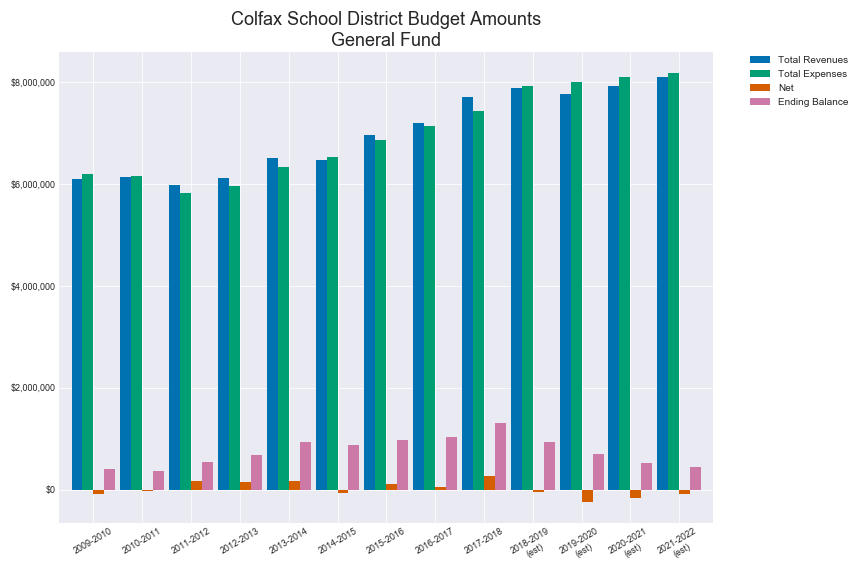 Colfax School District Budget Amounts
General Fund
Total Revenues
Total Expenses
Net
Ending Balance
$8,000,000
$6,000,000
$4,000,000
$2,000,000
$0
2009-2010
2010-2011
2011-2012
2012-2013
2013-2014
2014-2015
2015-2016
2016-2017
2017-2018
2018-2019
(est)
2019-2020
(est)
2020-2021
(est)
2021-2022
(est)